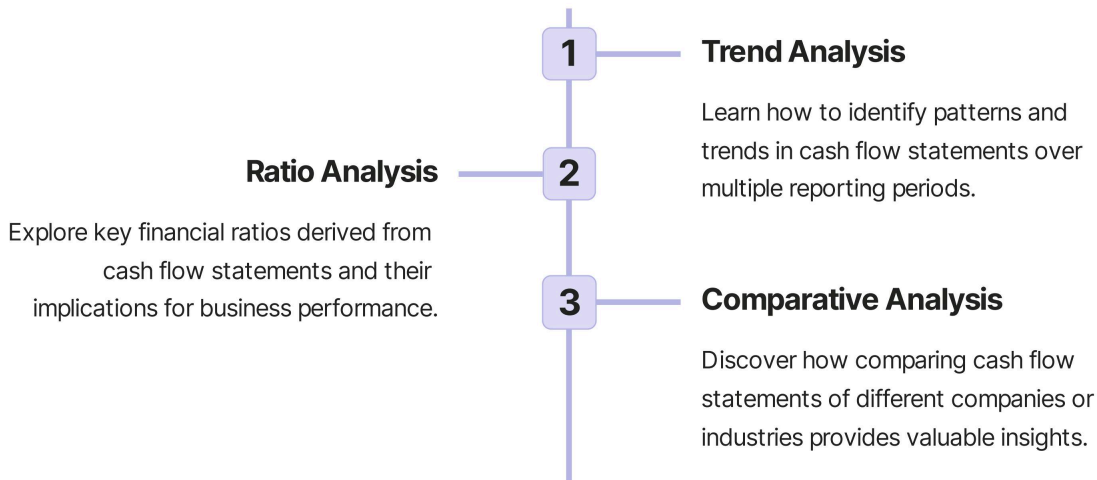 1
Trend Analysis
Learn how to identify patterns and
trends in cash flow statements over
multiple reporting periods.
2
Ratio Analysis
Explore key financial ratios derived from
cash flow statements and their
implications for business performance.
3
Comparative Analysis
Discover how comparing cash flow
statements of different companies or
industries provides valuable insights.